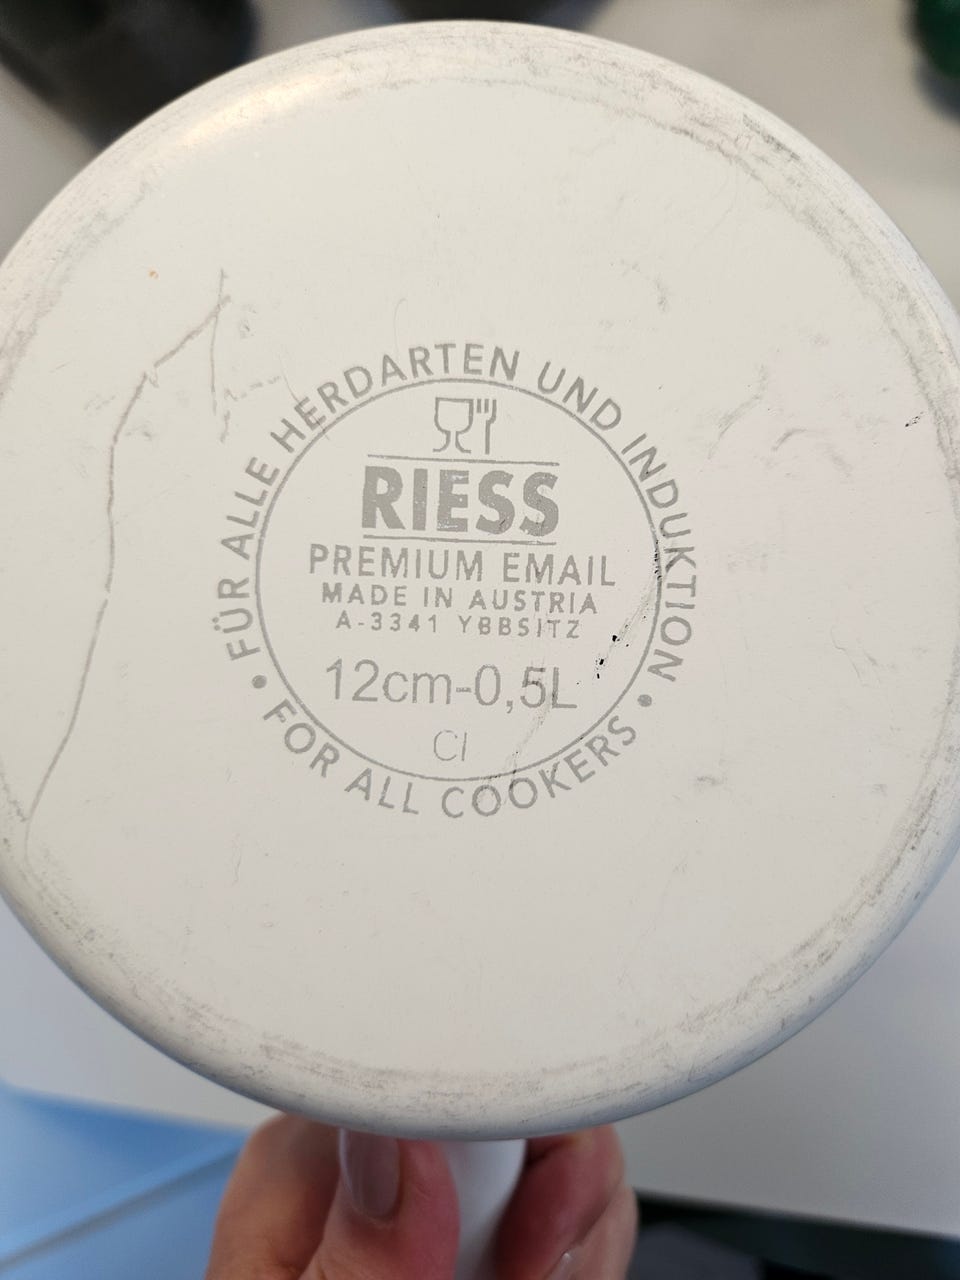 FÜR ALLE HERDARTEN UND INDUKTION
RIESS
PREMIUM EMAIL
MADE IN AUSTRIA
A-3341 YBBSITZ
12cm-0,5L
CI
• FOR ALL COOKERS •